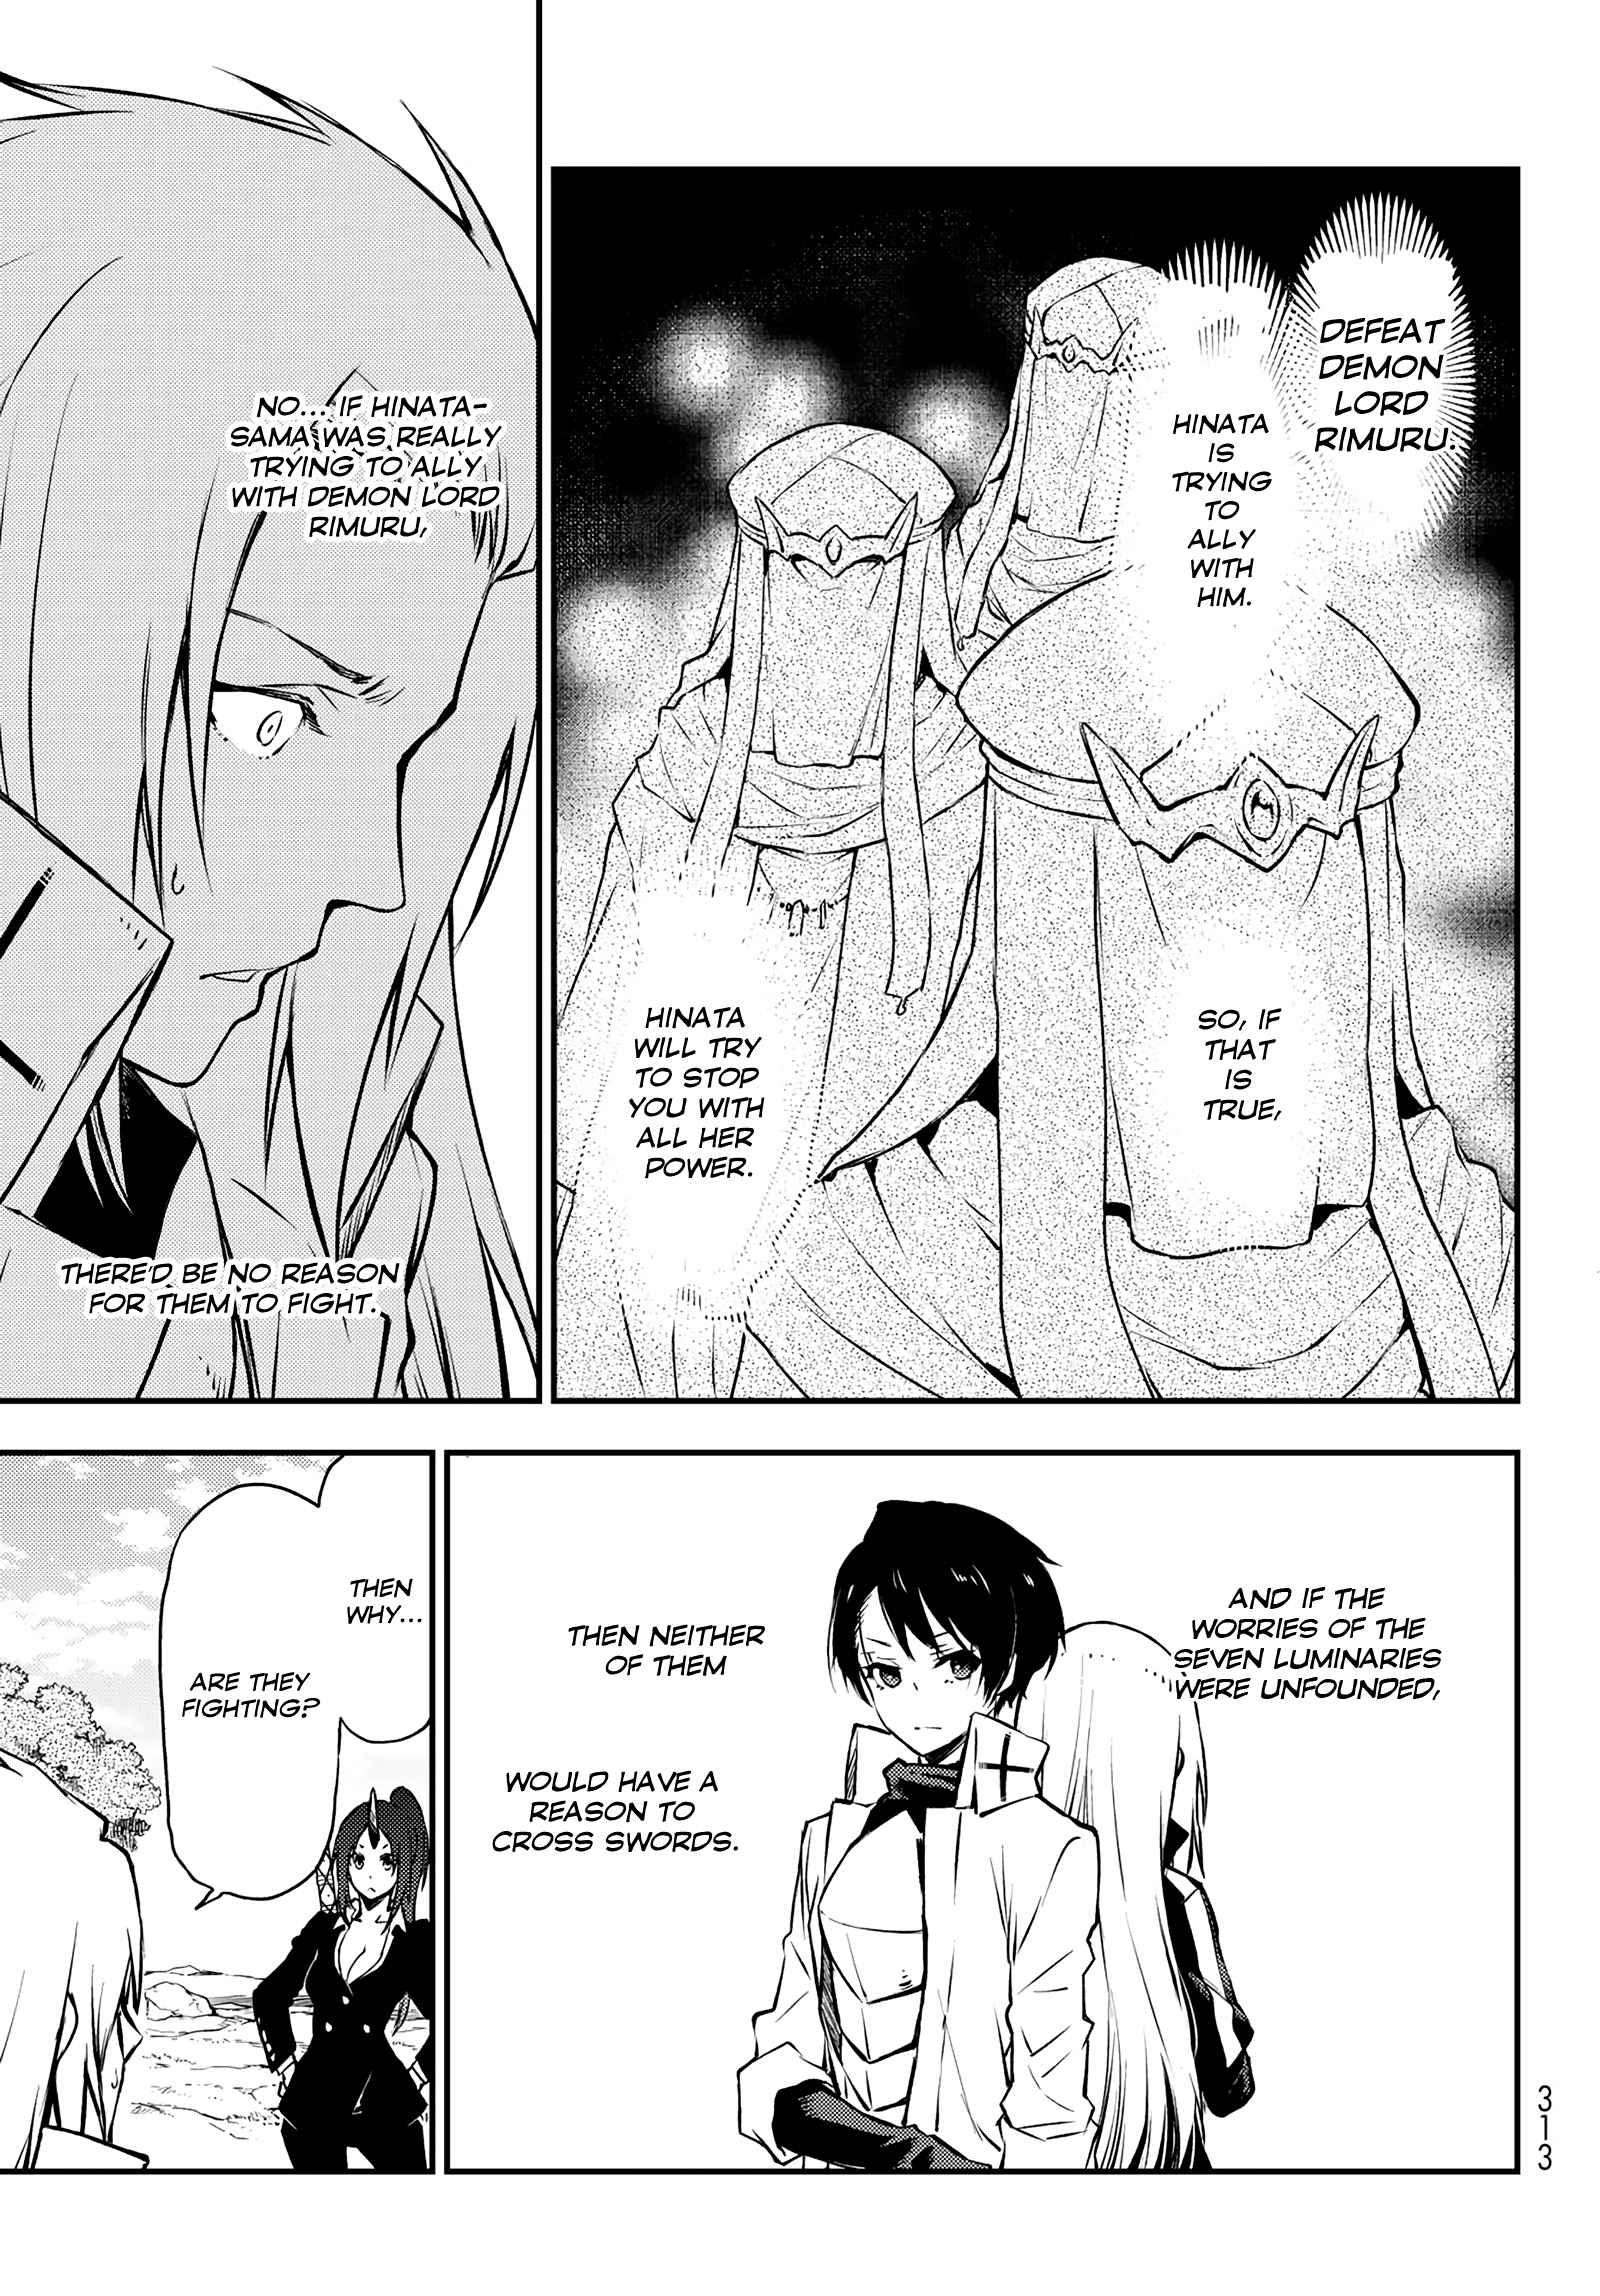 DEFEAT
DEMON
LORD
RIMURU.
HINATA
IS
TRYING
TO
ALLY
WITH
HIM.
SO, IF
THAT
IS
TRUE,
HINATA
WILL TRY
TO STOP
YOU WITH
ALL HER
POWER.
NO... IF HINATA-
SAMA WAS REALLY
TRYING TO ALLY
WITH DEMON LORD
RIMURU,
THERE'D BE NO REASON
FOR THEM TO FIGHT.
AND IF THE
WORRIES OF THE
SEVEN LUMINARIES
WERE UNFOUNDED,
THEN NEITHER
OF THEM
WOULD HAVE A
REASON TO
CROSS SWORDS.
THEN
WHY...
ARE THEY
FIGHTING?
313